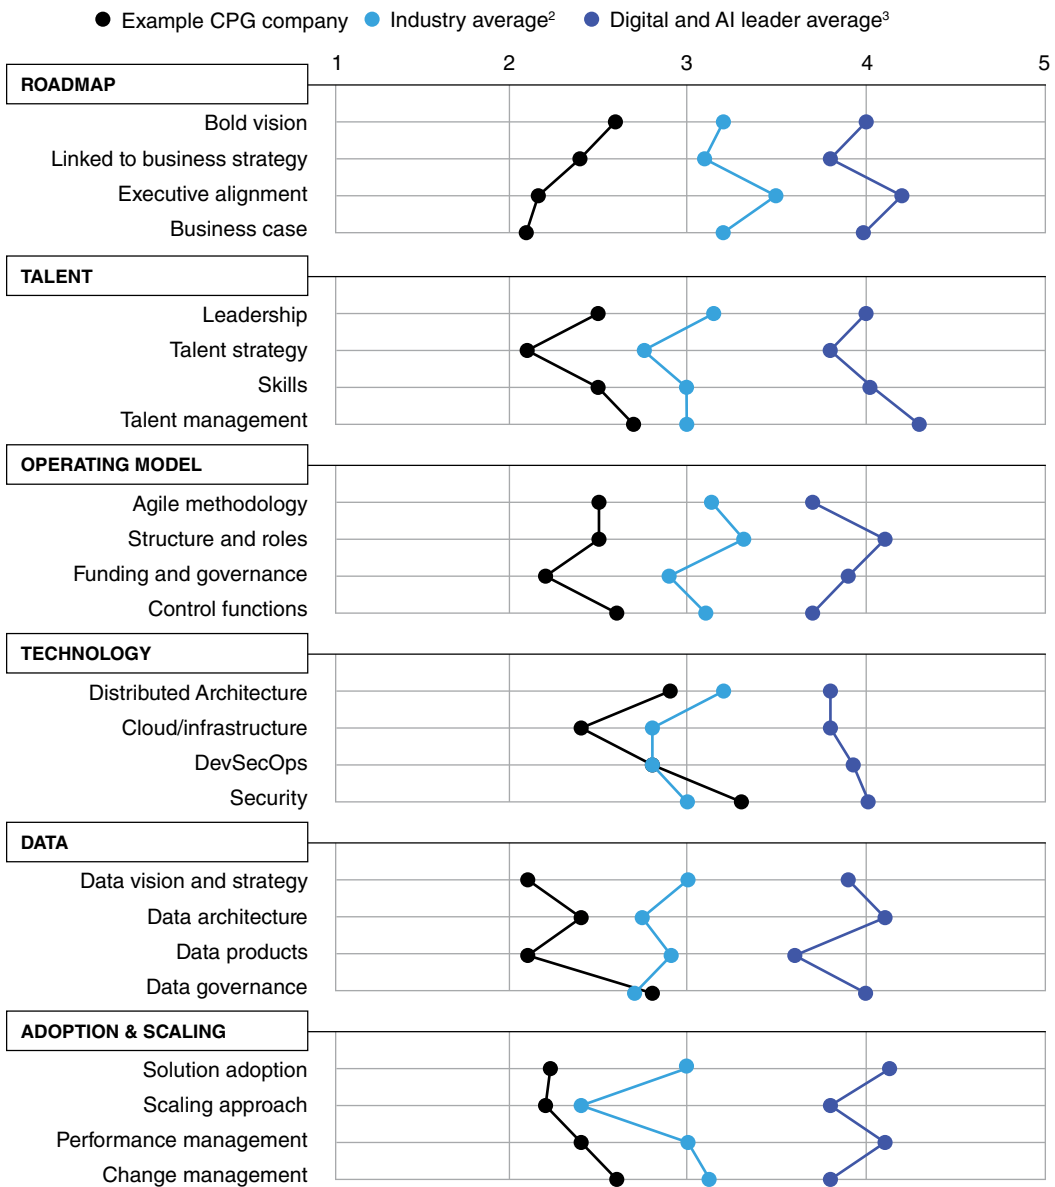 Example CPG company Industry average² Digital and AI leader average³
1 2 3 4 5
ROADMAP
Bold vision
Linked to business strategy
Executive alignment
Business case
TALENT
Leadership
Talent strategy
Skills
Talent management
OPERATING MODEL
Agile methodology
Structure and roles
Funding and governance
Control functions
TECHNOLOGY
Distributed Architecture
Cloud/infrastructure
DevSecOps
Security
DATA
Data vision and strategy
Data architecture
Data products
Data governance
ADOPTION & SCALING
Solution adoption
Scaling approach
Performance management
Change management